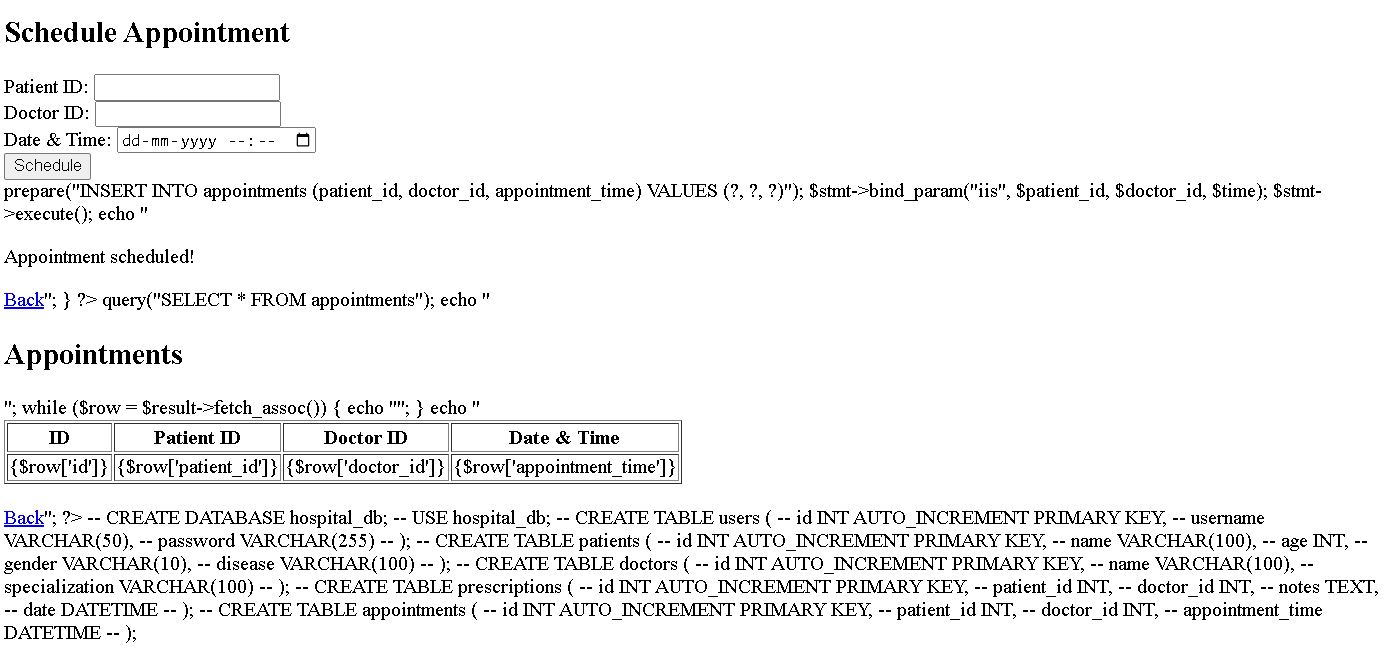 Schedule Appointment
Patient ID:
Doctor ID:
Date & Time: dd-mm-yyyy --:--
Schedule
prepare("INSERT INTO appointments (patient_id, doctor_id, appointment_time) VALUES (?, ?, ?)"); $stmt->bind_param("iis", $patient_id, $doctor_id, $time); $stmt-
>execute(); echo "
Appointment scheduled!
Back"; } ?> query("SELECT * FROM appointments"); echo "
Appointments
"; while ($row = $result->fetch_assoc()) { echo ""; } echo "
ID Patient ID Doctor ID Date & Time
{$row['id']} {$row['patient_id']} {$row['doctor_id']} {$row['appointment_time']}
Back"; ?> -- CREATE DATABASE hospital_db; -- USE hospital_db; -- CREATE TABLE users ( -- id INT AUTO_INCREMENT PRIMARY KEY, -- username
VARCHAR(50), -- password VARCHAR(255) -- ); -- CREATE TABLE patients ( -- id INT AUTO_INCREMENT PRIMARY KEY, -- name VARCHAR(100), -- age INT, --
gender VARCHAR(10), -- disease VARCHAR(100) -- ); -- CREATE TABLE doctors ( -- id INT AUTO_INCREMENT PRIMARY KEY, -- name VARCHAR(100), --
specialization VARCHAR(100) -- ); -- CREATE TABLE prescriptions ( -- id INT AUTO_INCREMENT PRIMARY KEY, -- patient_id INT, -- doctor_id INT, -- notes TEXT,
-- date DATETIME -- ); -- CREATE TABLE appointments ( -- id INT AUTO_INCREMENT PRIMARY KEY, -- patient_id INT, -- doctor_id INT, -- appointment_time
DATETIME -- );